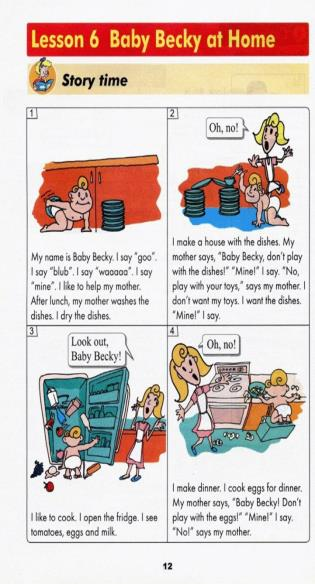 Lesson 6 Baby Becky at Home
Story time
1
My name is Baby Becky. I say "goo".
I say "blub". I say "waaaaa". I say
"mine". I like to help my mother.
After lunch, my mother washes the
dishes. I dry the dishes.
2
Oh, no!
I make a house with the dishes. My
mother says, "Baby Becky, don't play
with the dishes!" "Mine!" I say. "No,
play with your toys," says my mother. I
don't want my toys. I want the dishes.
"Mine!" I say.
3
Look out,
Baby Becky!
I like to cook. I open the fridge. I see
tomatoes, eggs and milk.
4
Oh, no!
I make dinner. I cook eggs for dinner.
My mother says, "Baby Becky! Don't
play with the eggs!" "Mine!" I say.
"No!" says my mother.
12